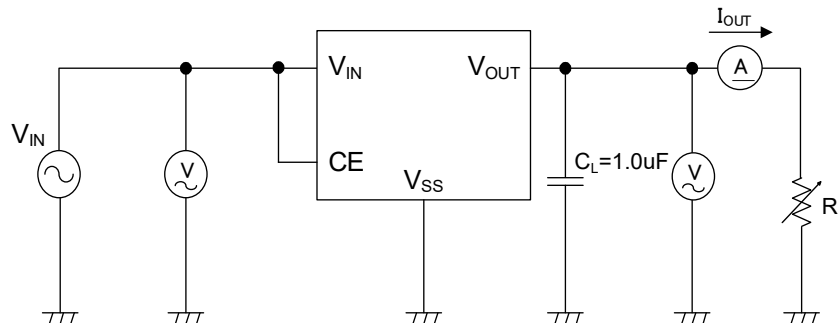 I_OUT
A
V_IN
V_IN
V_OUT
CE
V_SS
V
C_L=1.0uF
V
R